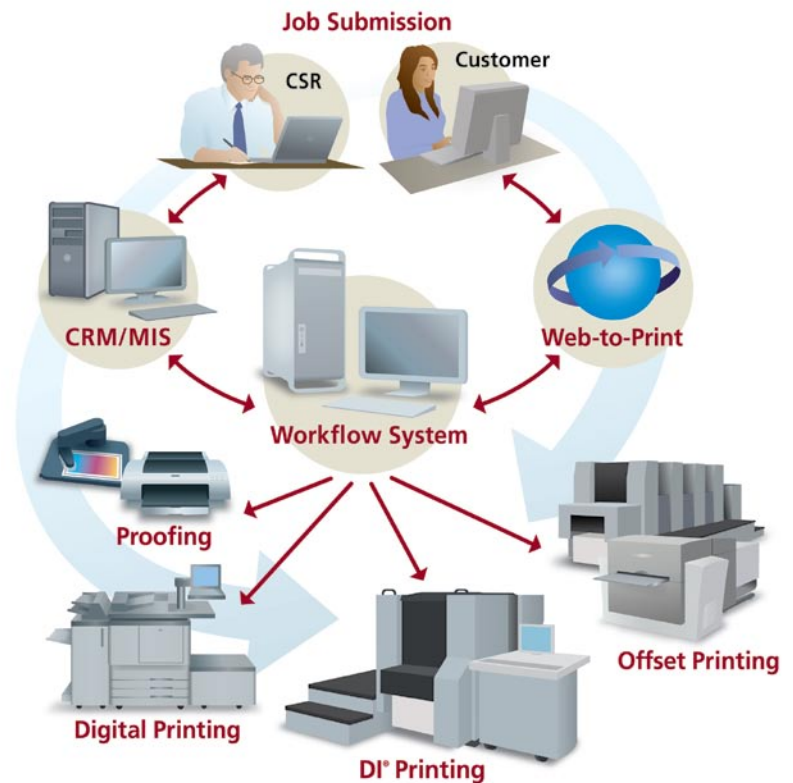 Job Submission
CSR
Customer
CRM/MIS
Web-to-Print
Workflow System
Proofing
Offset Printing
Digital Printing
DI® Printing